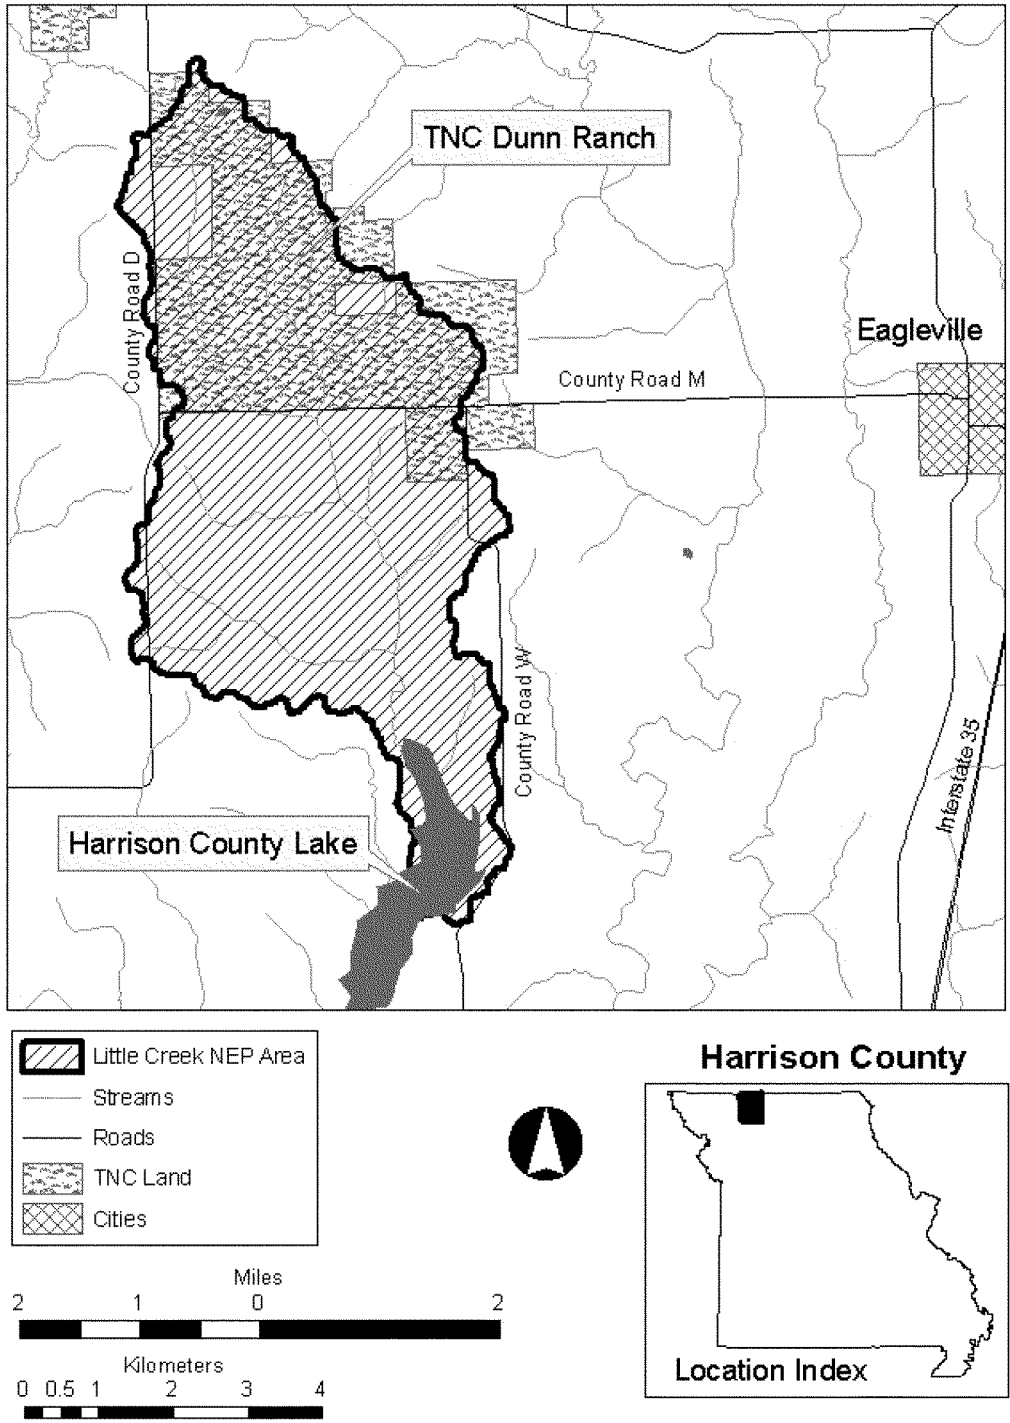 TNC Dunn Ranch
County Road D
Eagleville
County Road M
County Road W
Interstate 35
Harrison County Lake
Little Creek NEP Area
Streams
Roads
TNC Land
Cities
Harrison County
Location Index
Miles
2 1 0 2
Kilometers
0 0.5 1 2 3 4